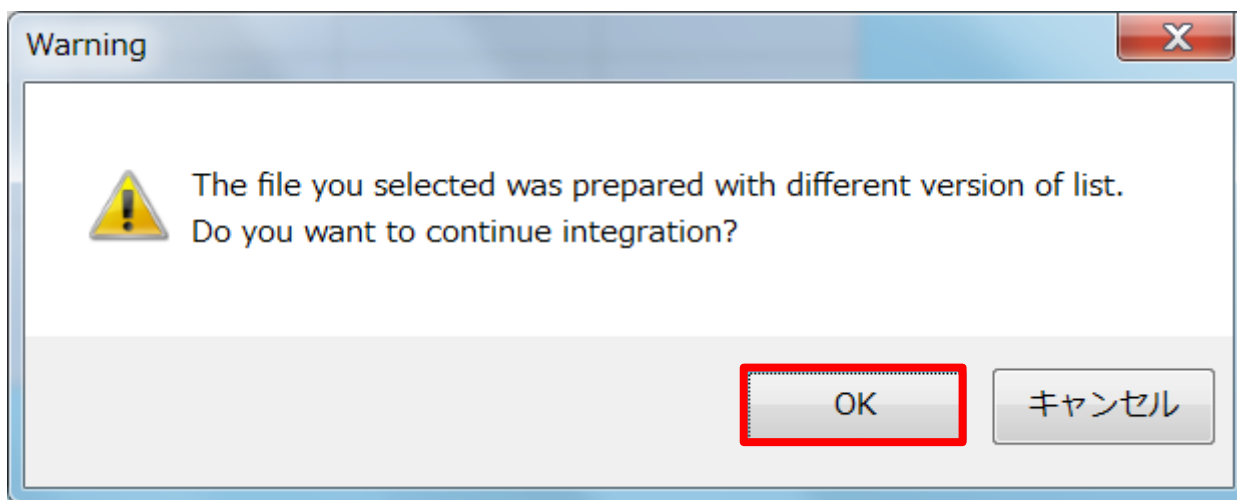 Warning
The file you selected was prepared with different version of list.
Do you want to continue integration?
OK
キャンセル